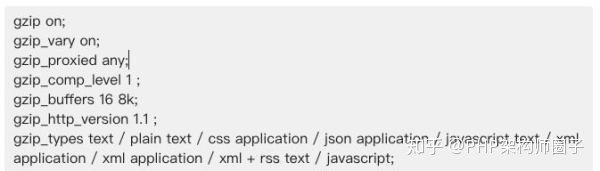 gzip on;
gzip_vary on;
gzip_proxied any;
gzip_comp_level 1 ;
gzip_buffers 16 8k;
gzip_http_version 1.1 ;
gzip_types text / plain text / css application / json application / javascript text / xml
application / xml application / xml + rss text / javascript;
知乎 @PHP架构师圈子